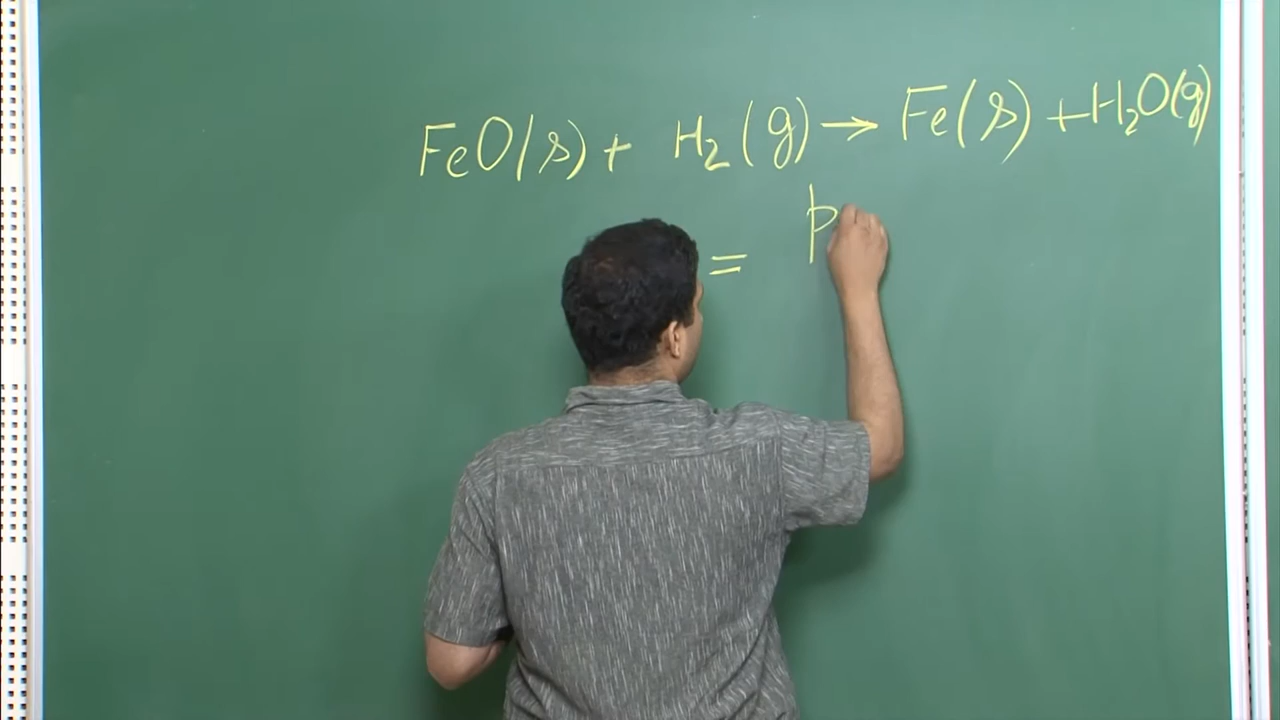 FeO(s) + H₂(g) → Fe(s) + H₂O(g)
= p